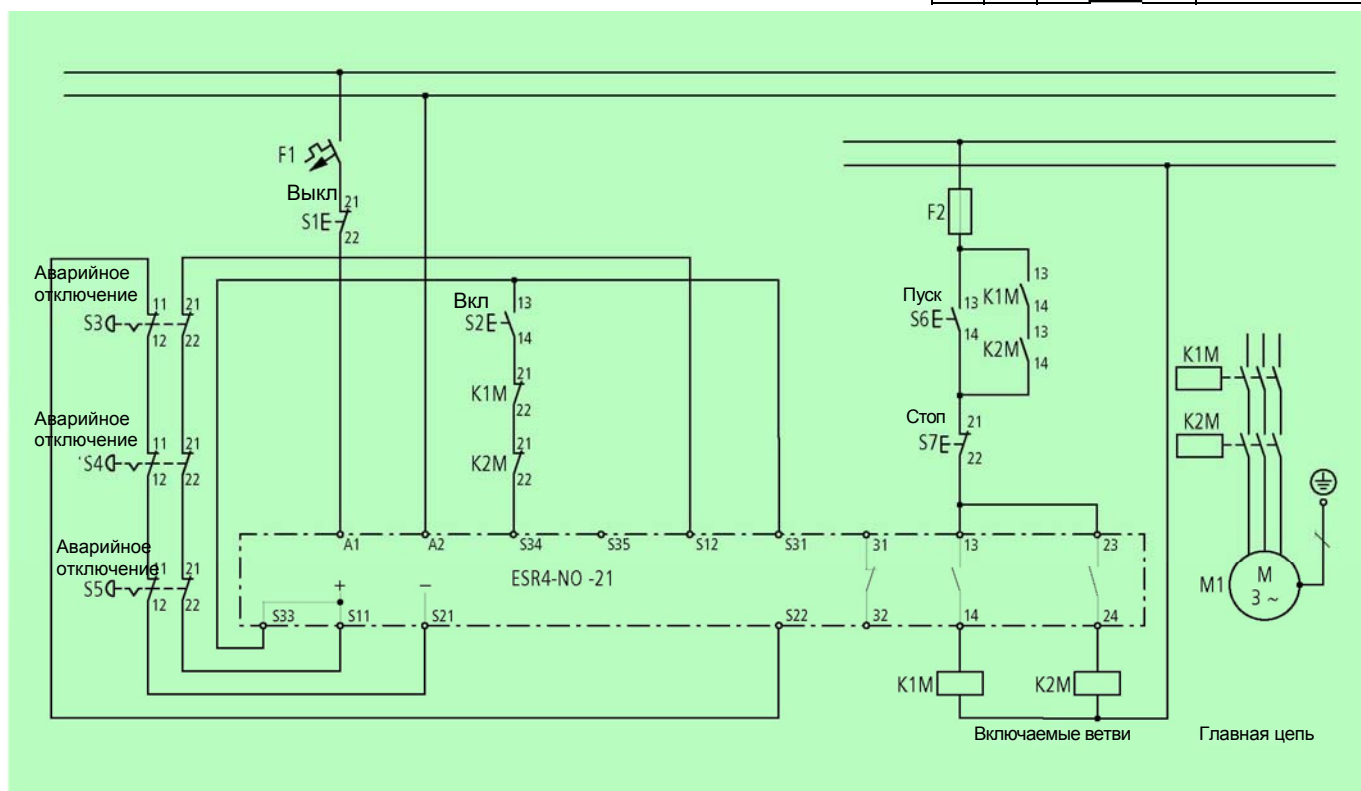 F1
Выкл
21
S1E
22
Аварийное
отключение
11 21
S3
12 22
Аварийное
отключение
11 21
S4
12 22
Аварийное
отключение
11 21
S5
12 22
Вкл
13
S2E
14
21
K1M
22
21
K2M
22
F2
Пуск
13
S6E
14
13
K1M
14
13
K2M
14
Стоп
21
S7E
22
A1 A2 S34 S35 S12 S31 31 13 23
ESR4-NO -21
+ −
S33 S11 S21 S22 32 14 24
K1M
K2M
Включаемые ветви
K1M
K2M
M1
M
3 ~
Главная цепь